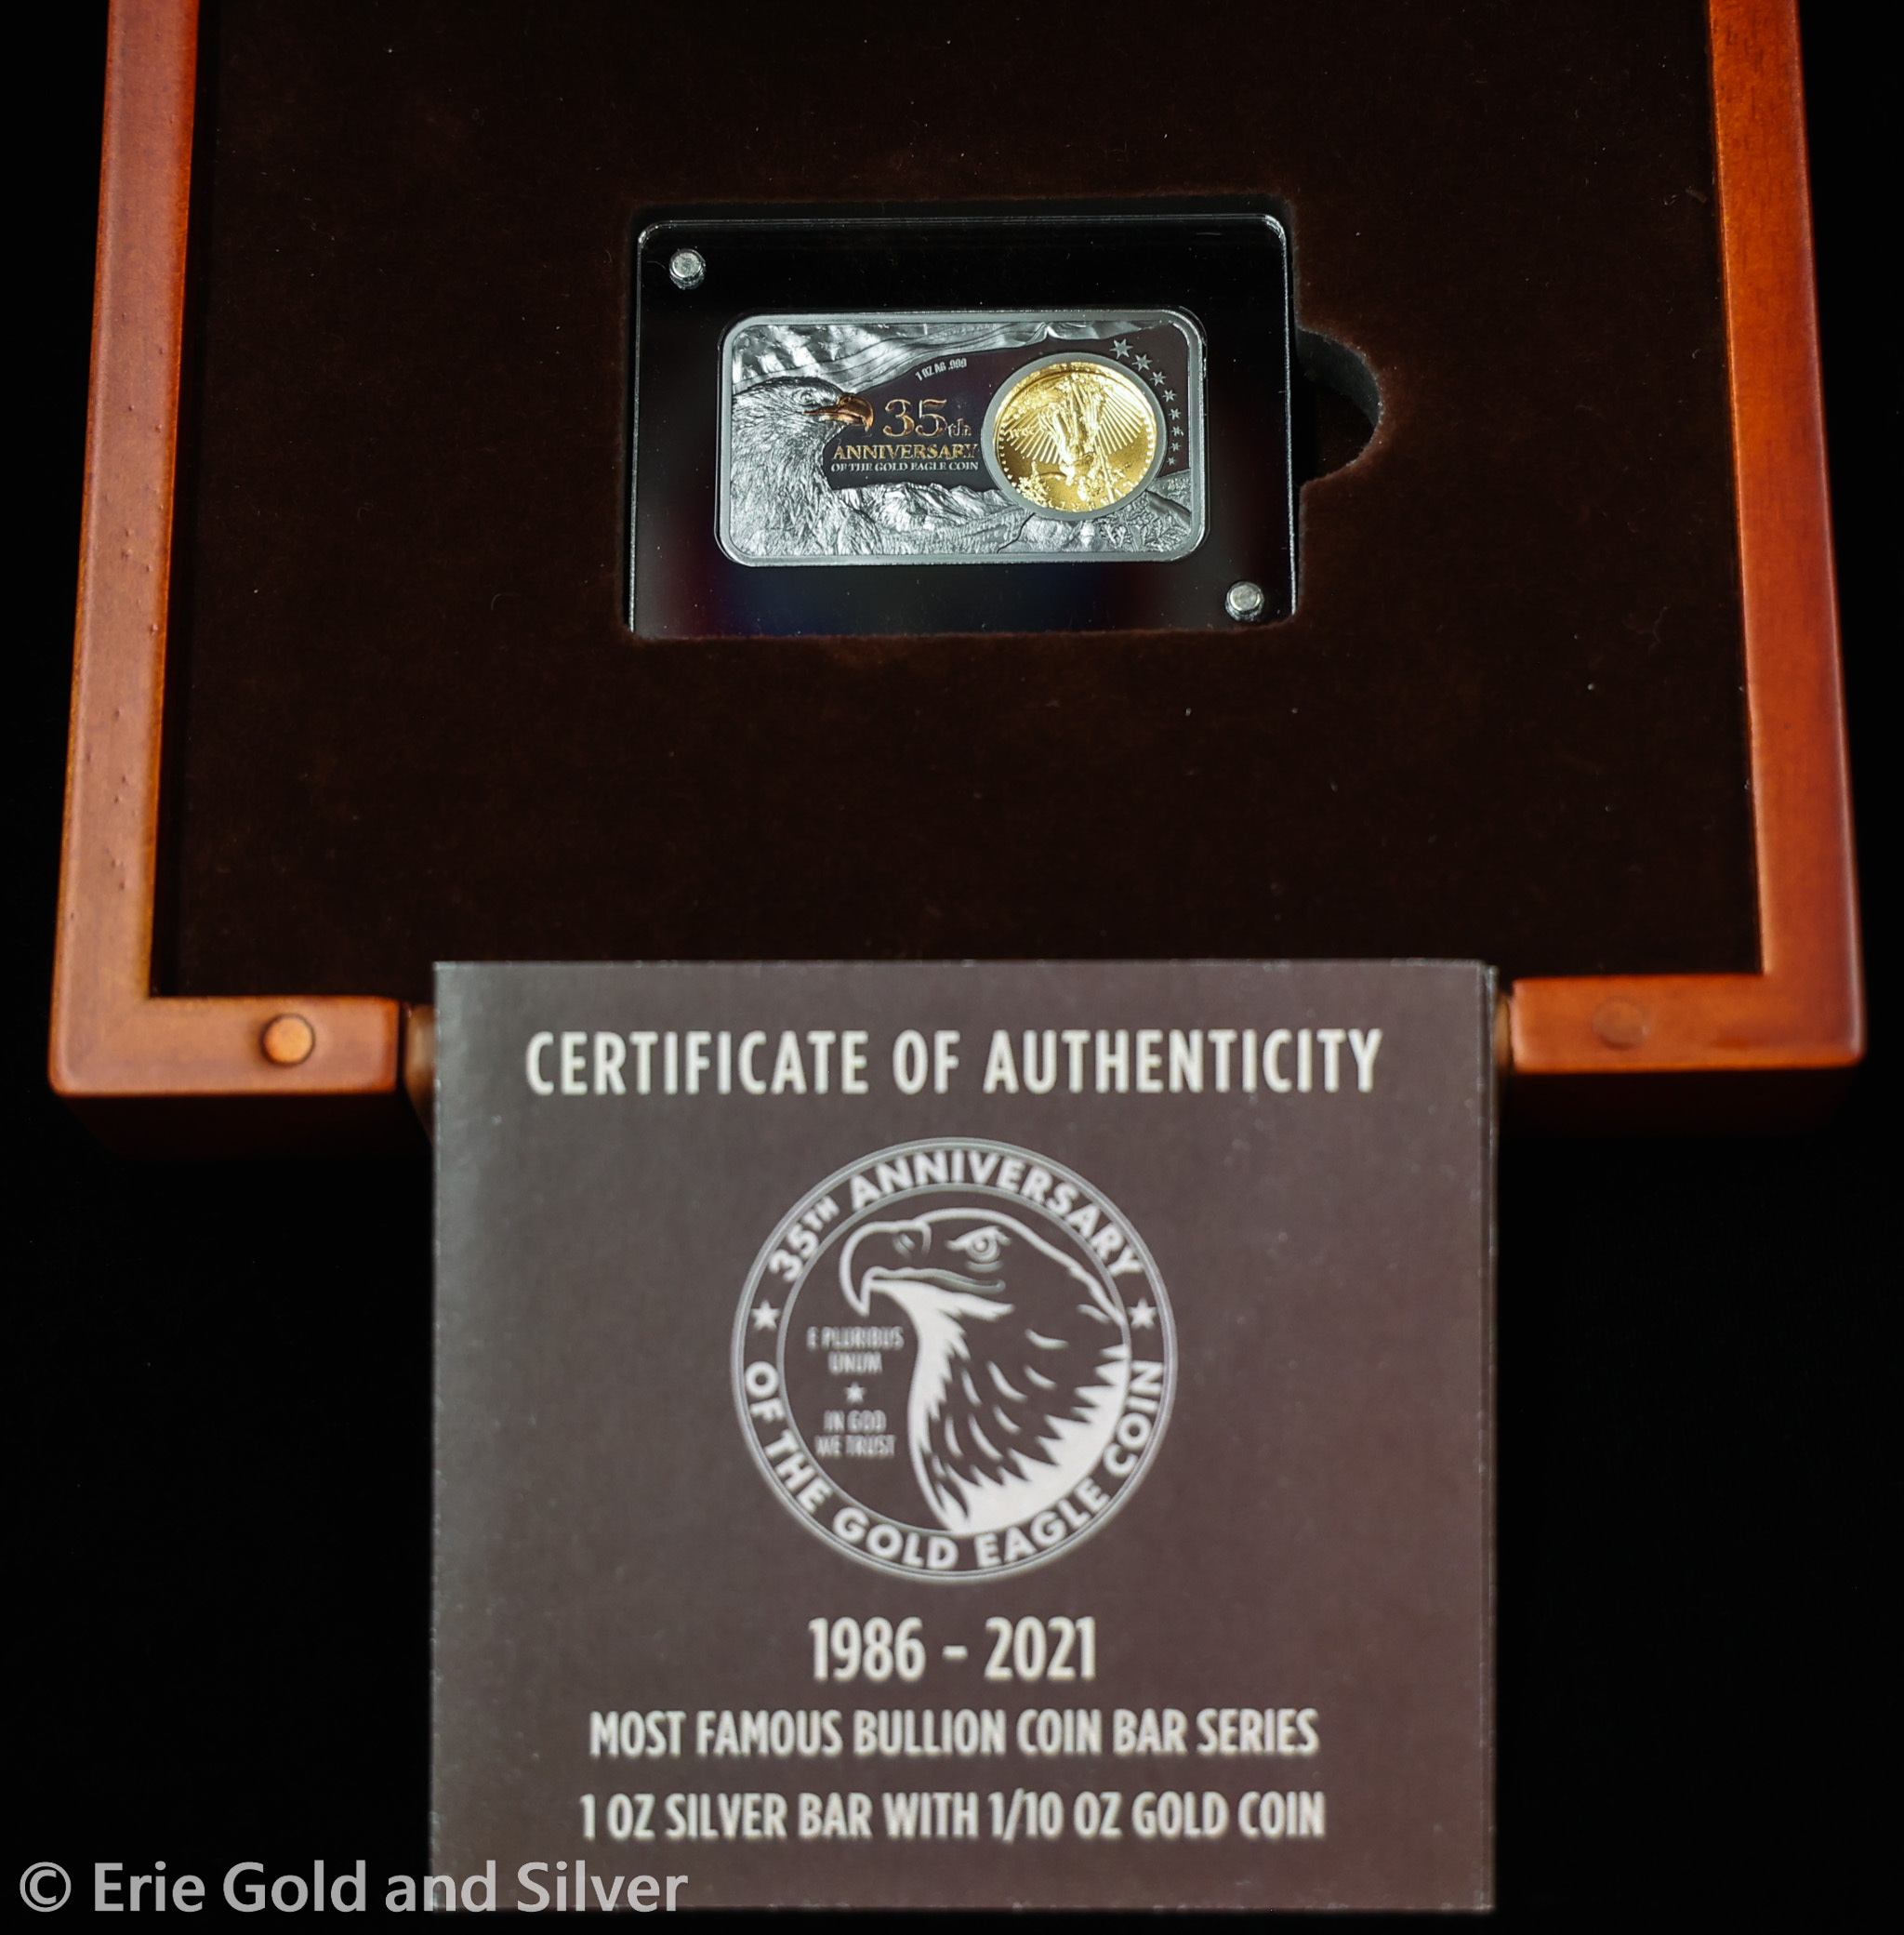 1 OZ AG .999
35th
ANNIVERSARY
OF THE GOLD EAGLE COIN
CERTIFICATE OF AUTHENTICITY
35TH ANNIVERSARY
E PLURIBUS
UNUM
IN GOD
WE TRUST
OF THE GOLD EAGLE COIN
1986 - 2021
MOST FAMOUS BULLION COIN BAR SERIES
1 OZ SILVER BAR WITH 1/10 OZ GOLD COIN
© Erie Gold and Silver